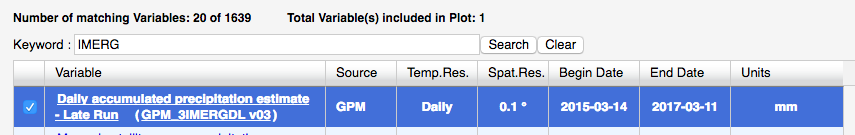 Number of matching Variables: 20 of 1639 Total Variable(s) included in Plot: 1
Keyword : IMERG Search Clear
Variable Source Temp.Res. Spat.Res. Begin Date End Date Units
Daily accumulated precipitation estimate
- Late Run (GPM_3IMERGDL v03) GPM Daily 0.1 ° 2015-03-14 2017-03-11 mm